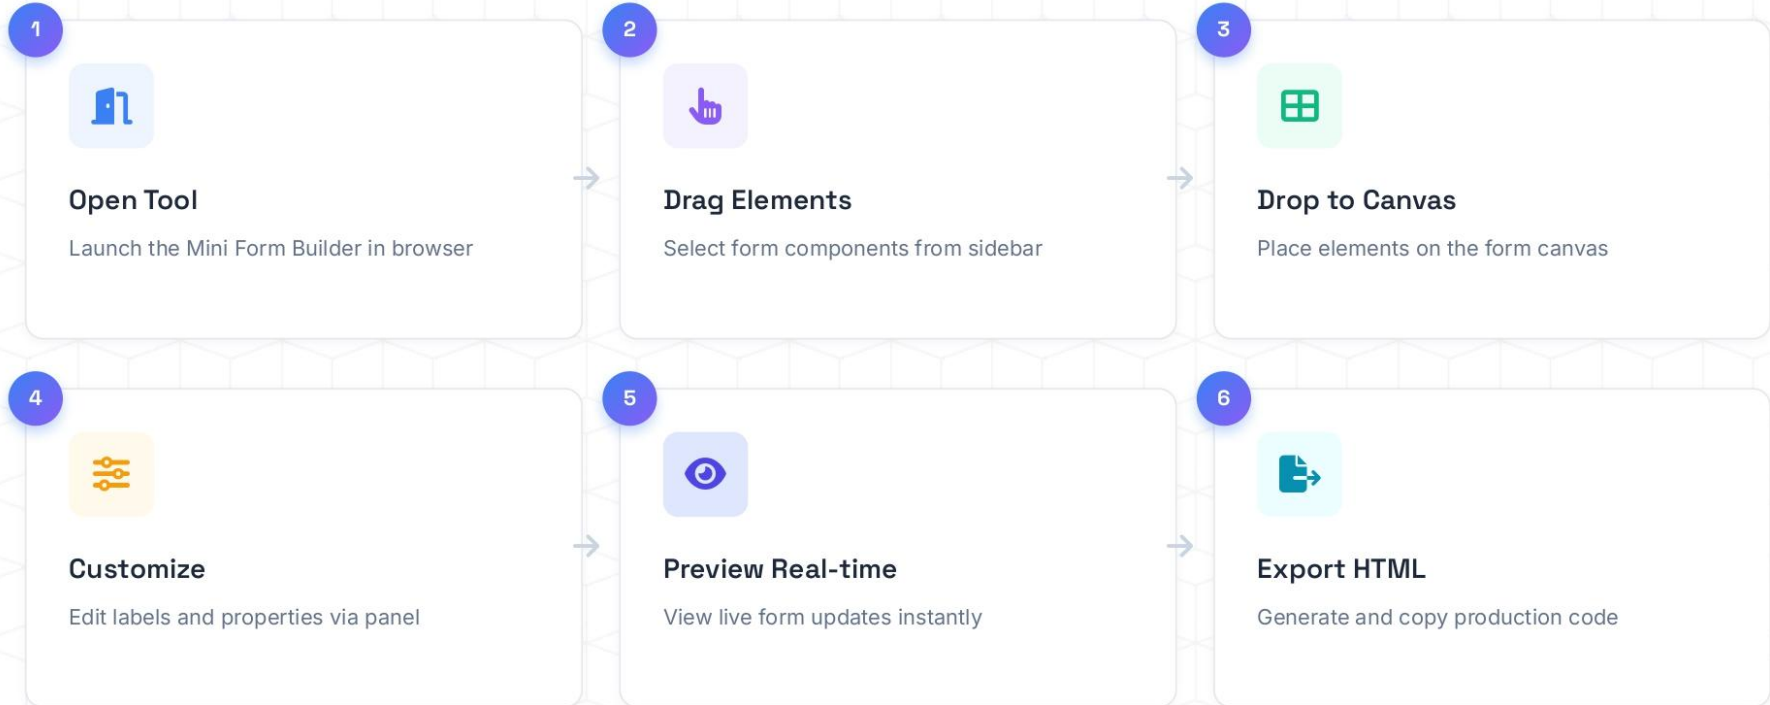 1
Open Tool
Launch the Mini Form Builder in browser
2
Drag Elements
Select form components from sidebar
3
Drop to Canvas
Place elements on the form canvas
4
Customize
Edit labels and properties via panel
5
Preview Real-time
View live form updates instantly
6
Export HTML
Generate and copy production code